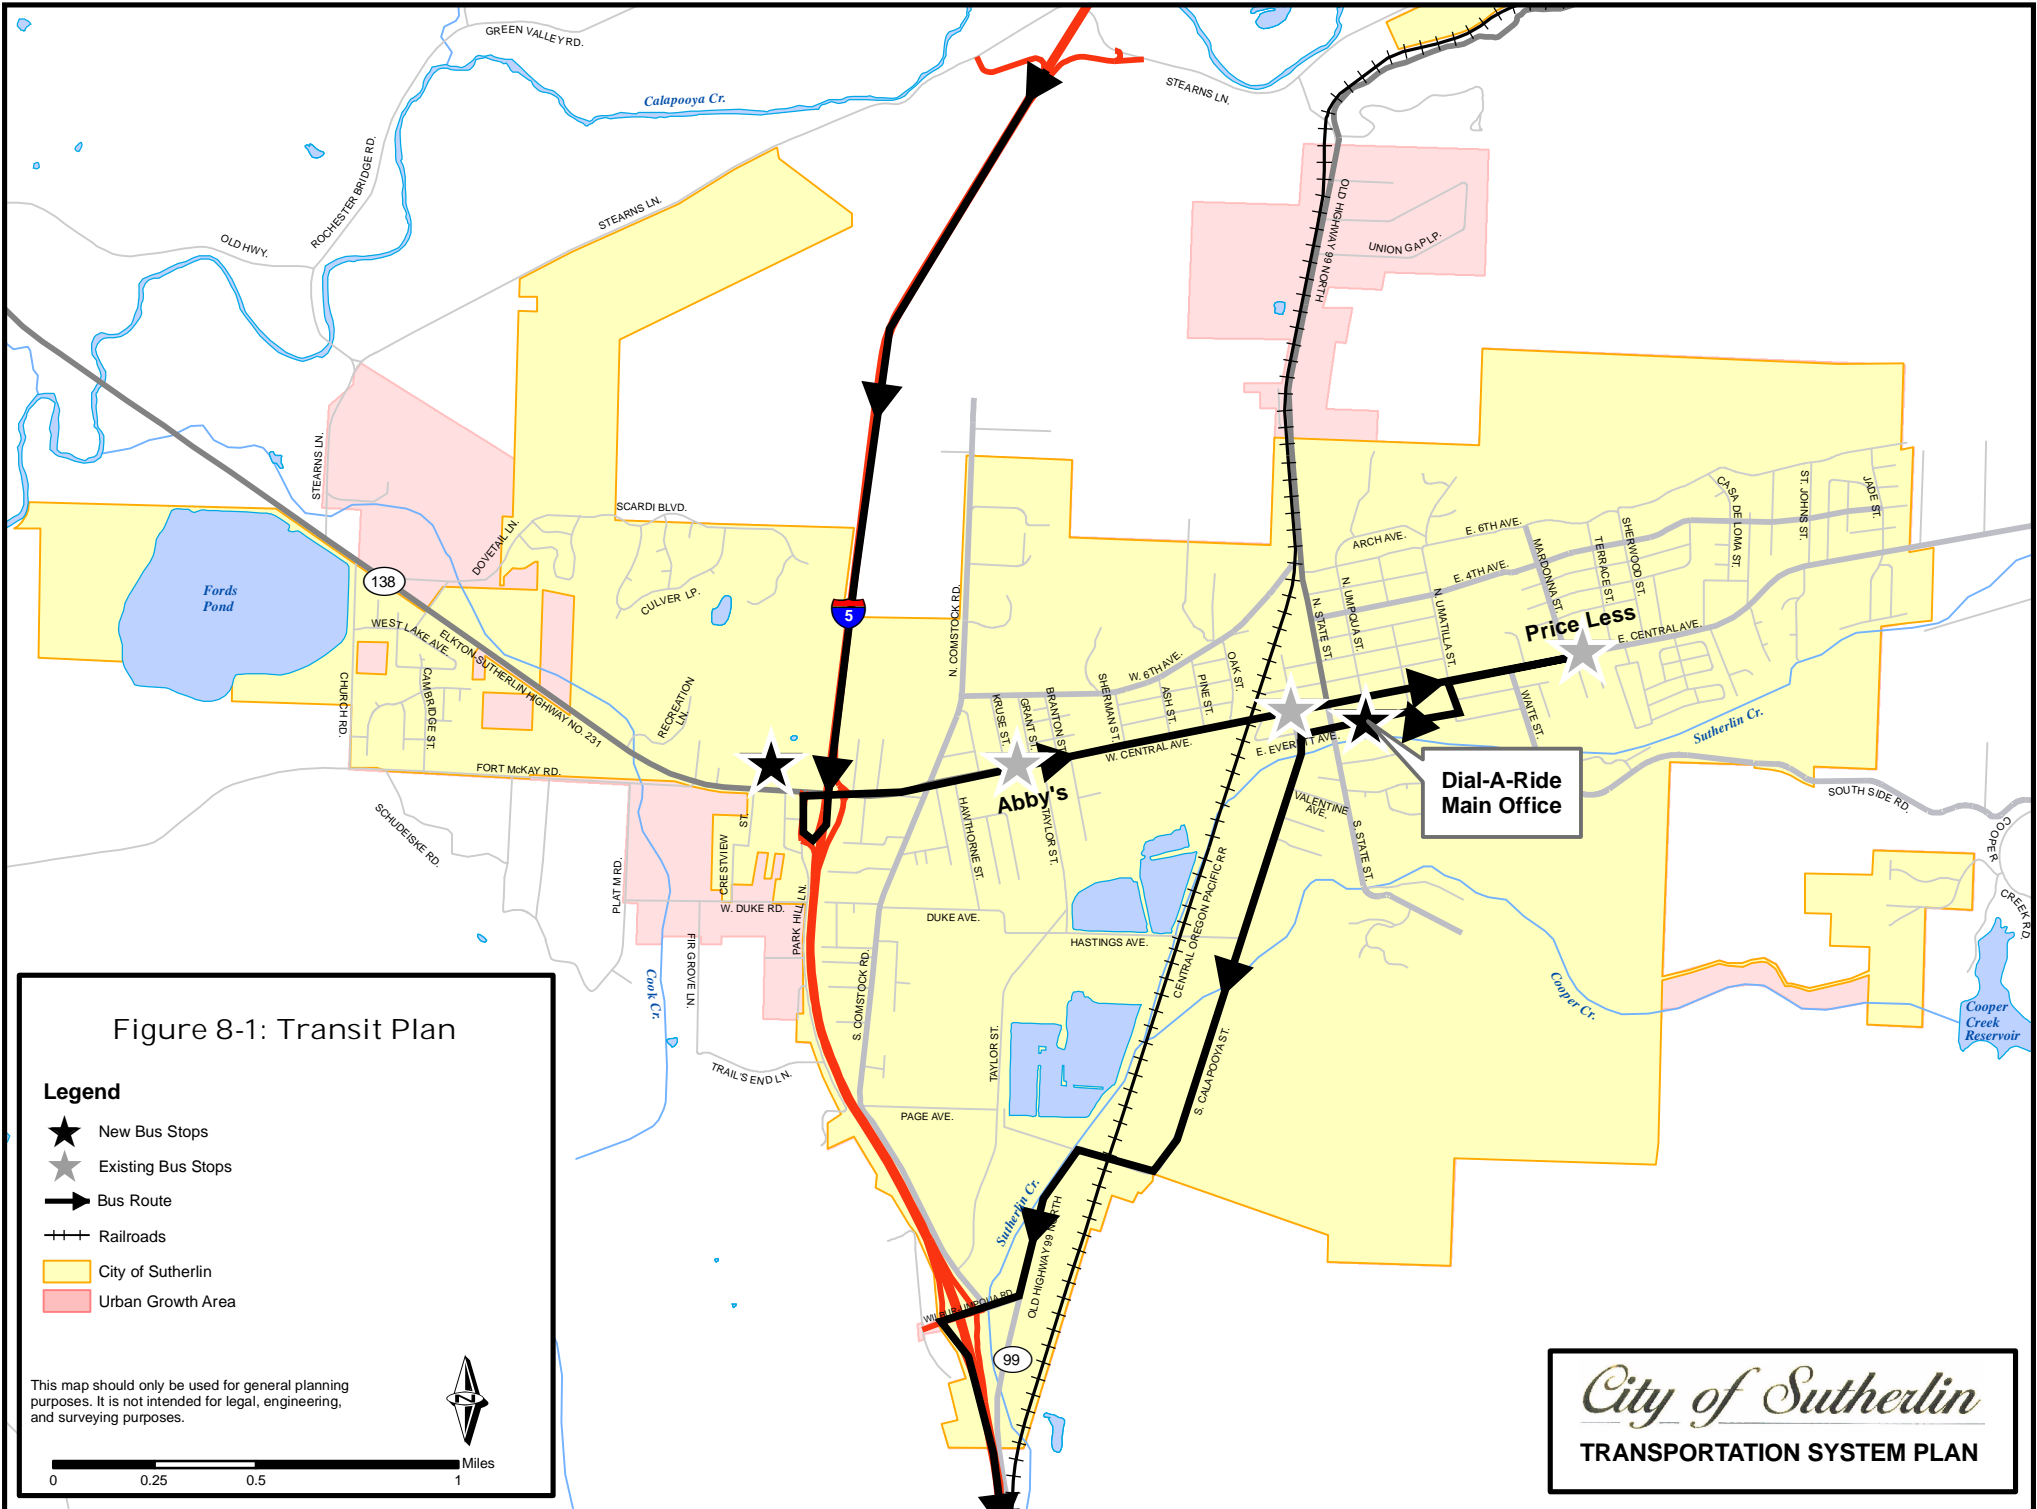 GREEN VALLEY RD.
Calapooya Cr.
STEARNS LN.
ROCHESTER BRIDGE RD.
OLD HWY.
STEARNS LN.
OLD HIGHWAY 99 NORTH
UNION GAP LP.
STEARNS LN.
SCARDI BLVD.
DOVETAIL LN.
CULVER LP.
138
Fords
Pond
WEST LAKE AVE.
ELKTON-SUTHERLIN HIGHWAY NO. 231
CAMBRIDGE ST.
CHURCH RD.
RECREATION
LN.
FORT McKAY RD.
SCHUDEISKE RD.
5
N. COMSTOCK RD.
W. 6TH AVE.
KRUSE ST.
GRANT ST.
BRANTON ST.
SHERMAN ST.
ASH ST.
PINE ST.
OAK ST.
W. CENTRAL AVE.
E. EVERETT AVE.
ARCH AVE.
E. 6TH AVE.
E. 4TH AVE.
N. STATE ST.
N. UMPQUA ST.
N. UMATILLA ST.
MARDONNA ST.
TERRACE ST.
SHERWOOD ST.
CASA DE LOMA ST.
ST. JOHNS ST.
JADE ST.
Price Less
E. CENTRAL AVE.
WAITE ST.
Sutherlin Cr.
Abby's
Dial-A-Ride
Main Office
SOUTH SIDE RD.
COOPER
CREEK RD.
VALENTINE
AVE.
S. STATE ST.
HAWTHORNE ST.
TAYLOR ST.
CRESTVIEW
ST.
PLAT M RD.
W. DUKE RD.
PARK HILL LN.
FIR GROVE LN.
Cook Cr.
TRAIL'S END LN.
DUKE AVE.
HASTINGS AVE.
S. COMSTOCK RD.
CENTRAL OREGON PACIFIC RR
TAYLOR ST.
PAGE AVE.
S. CALAPOOYA ST.
Cooper Cr.
Cooper
Creek
Reservoir
Sutherlin Cr.
OLD HIGHWAY 99 NORTH
WILBUR-UMPQUA RD.
99
Figure 8-1: Transit Plan
Legend
New Bus Stops
Existing Bus Stops
Bus Route
Railroads
City of Sutherlin
Urban Growth Area
This map should only be used for general planning
purposes. It is not intended for legal, engineering,
and surveying purposes.
N
Miles
0 0.25 0.5 1
City of Sutherlin
TRANSPORTATION SYSTEM PLAN